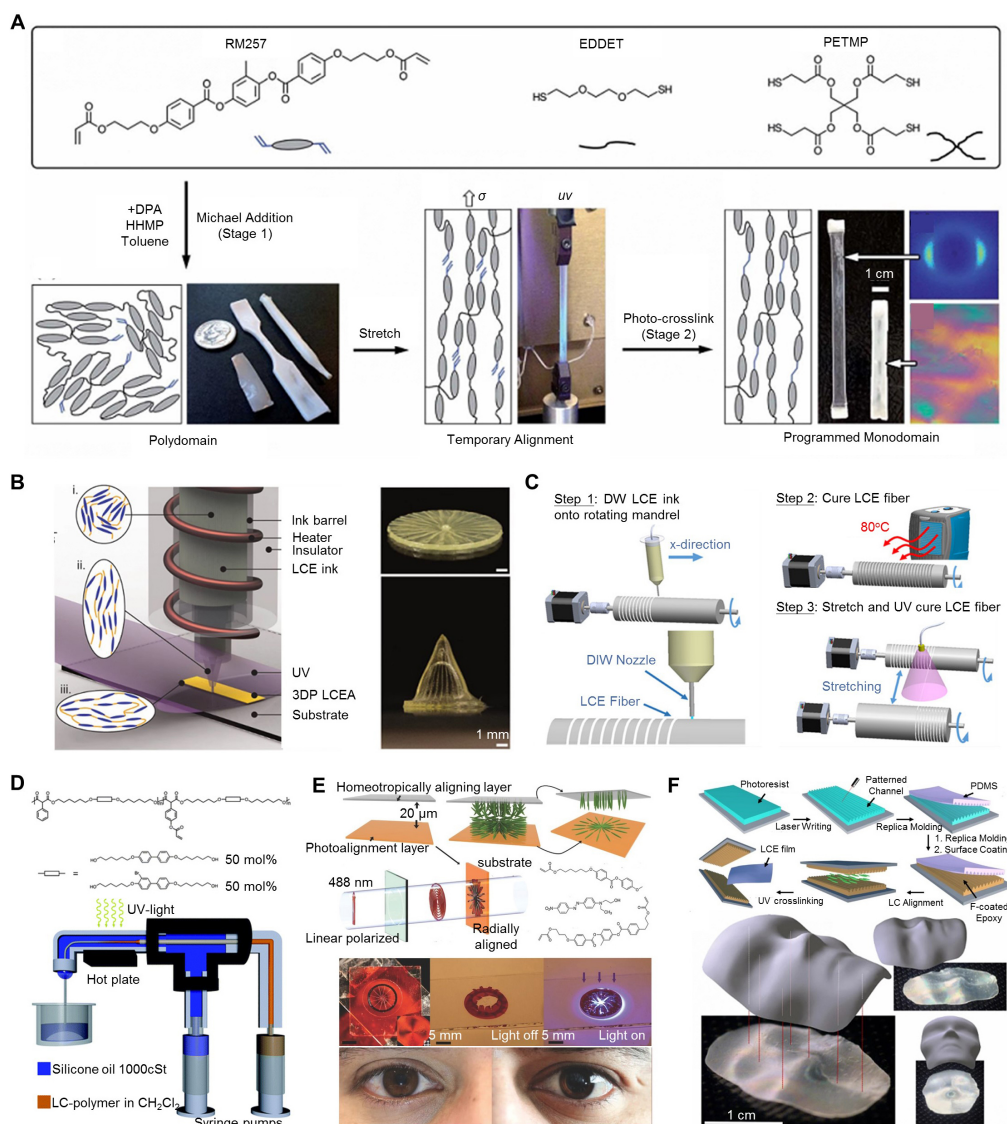 A
RM257
EDDET
PETMP
O
O
O
O
O
O
O
O
O
O
HS
O
O
SH
HS
O
O
SH
O
O
O
O
HS
O
O
SH
+DPA
HHMP
Toluene
Michael Addition
(Stage 1)
σ
uv
1 cm
Stretch
Photo-crosslink
(Stage 2)
Polydomain
Temporary Alignment
Programmed Monodomain
B
i.
ii.
iii.
Ink barrel
Heater
Insulator
LCE ink
UV
3DP LCEA
Substrate
1 mm
C
Step 1: DW LCE ink
onto rotating mandrel
x-direction
DIW Nozzle
LCE Fiber
Step 2: Cure LCE fiber
80°C
Step 3: Stretch and UV cure LCE fiber
Stretching
D
50 mol%
=
50 mol%
UV-light
Hot plate
Silicone oil 1000cSt
LC-polymer in CH2Cl2
Syringe pumps
E
Homeotropically aligning layer
20 μm
Photoalignment layer
substrate
488 nm
Linear polarized
Radially
aligned
5 mm
Light off
5 mm
Light on
F
Photoresist
Patterned
Channel
PDMS
Laser Writing
Replica Molding
1. Replica Molding
2. Surface Coating
LCE film
UV crosslinking
LC Alignment
F-coated
Epoxy
1 cm